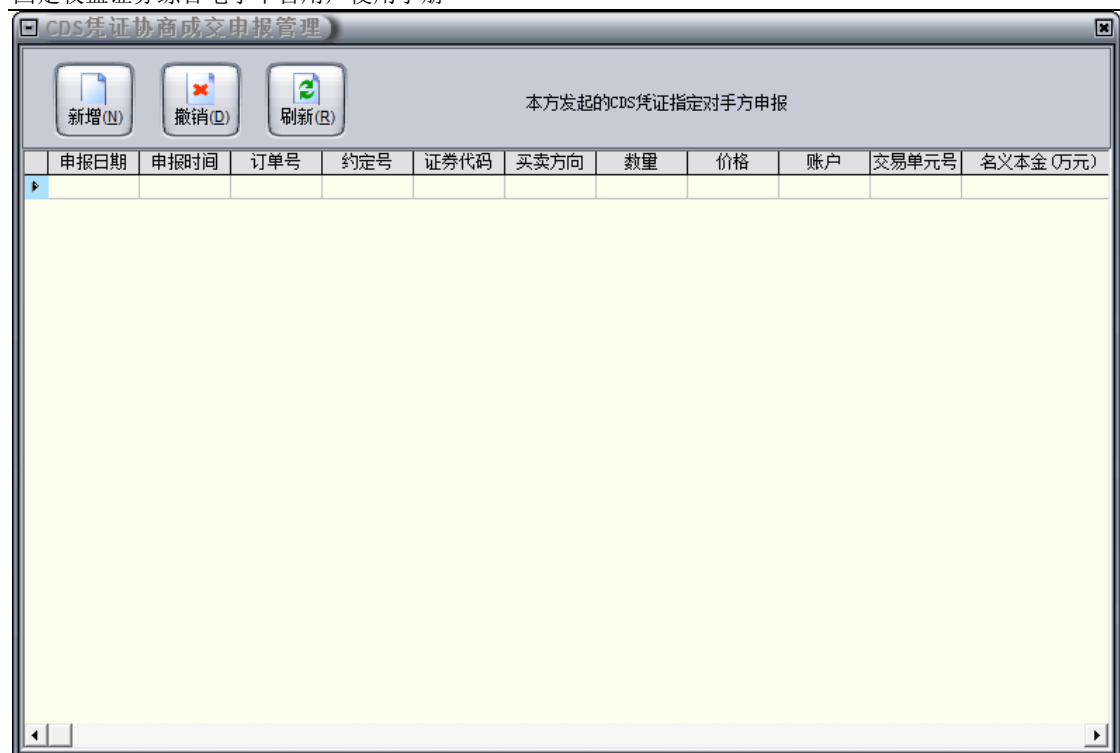 CDS凭证协商成交申报管理
新增(N) 撤销(D) 刷新(R) 本方发起的CDS凭证指定对手方申报
申报日期 申报时间 订单号 约定号 证券代码 买卖方向 数量 价格 账户 交易单元号 名义本金(万元)